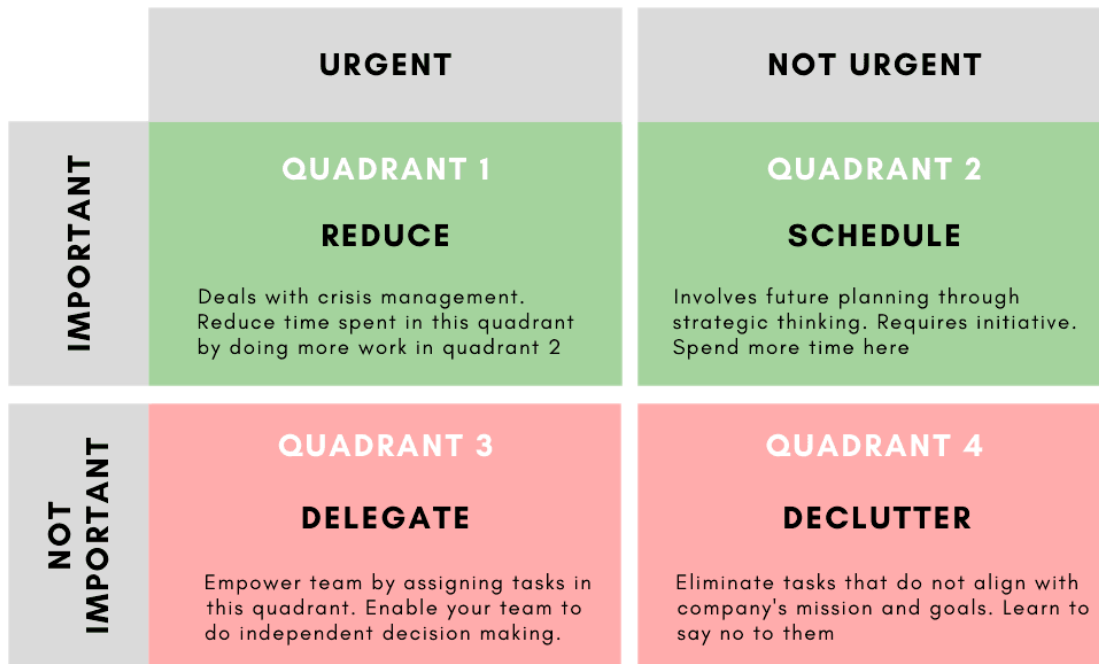 URGENT
NOT URGENT
IMPORTANT
QUADRANT 1
REDUCE
Deals with crisis management.
Reduce time spent in this quadrant
by doing more work in quadrant 2
QUADRANT 2
SCHEDULE
Involves future planning through
strategic thinking. Requires initiative.
Spend more time here
NOT
IMPORTANT
QUADRANT 3
DELEGATE
Empower team by assigning tasks in
this quadrant. Enable your team to
do independent decision making.
QUADRANT 4
DECLUTTER
Eliminate tasks that do not align with
company's mission and goals. Learn to
say no to them